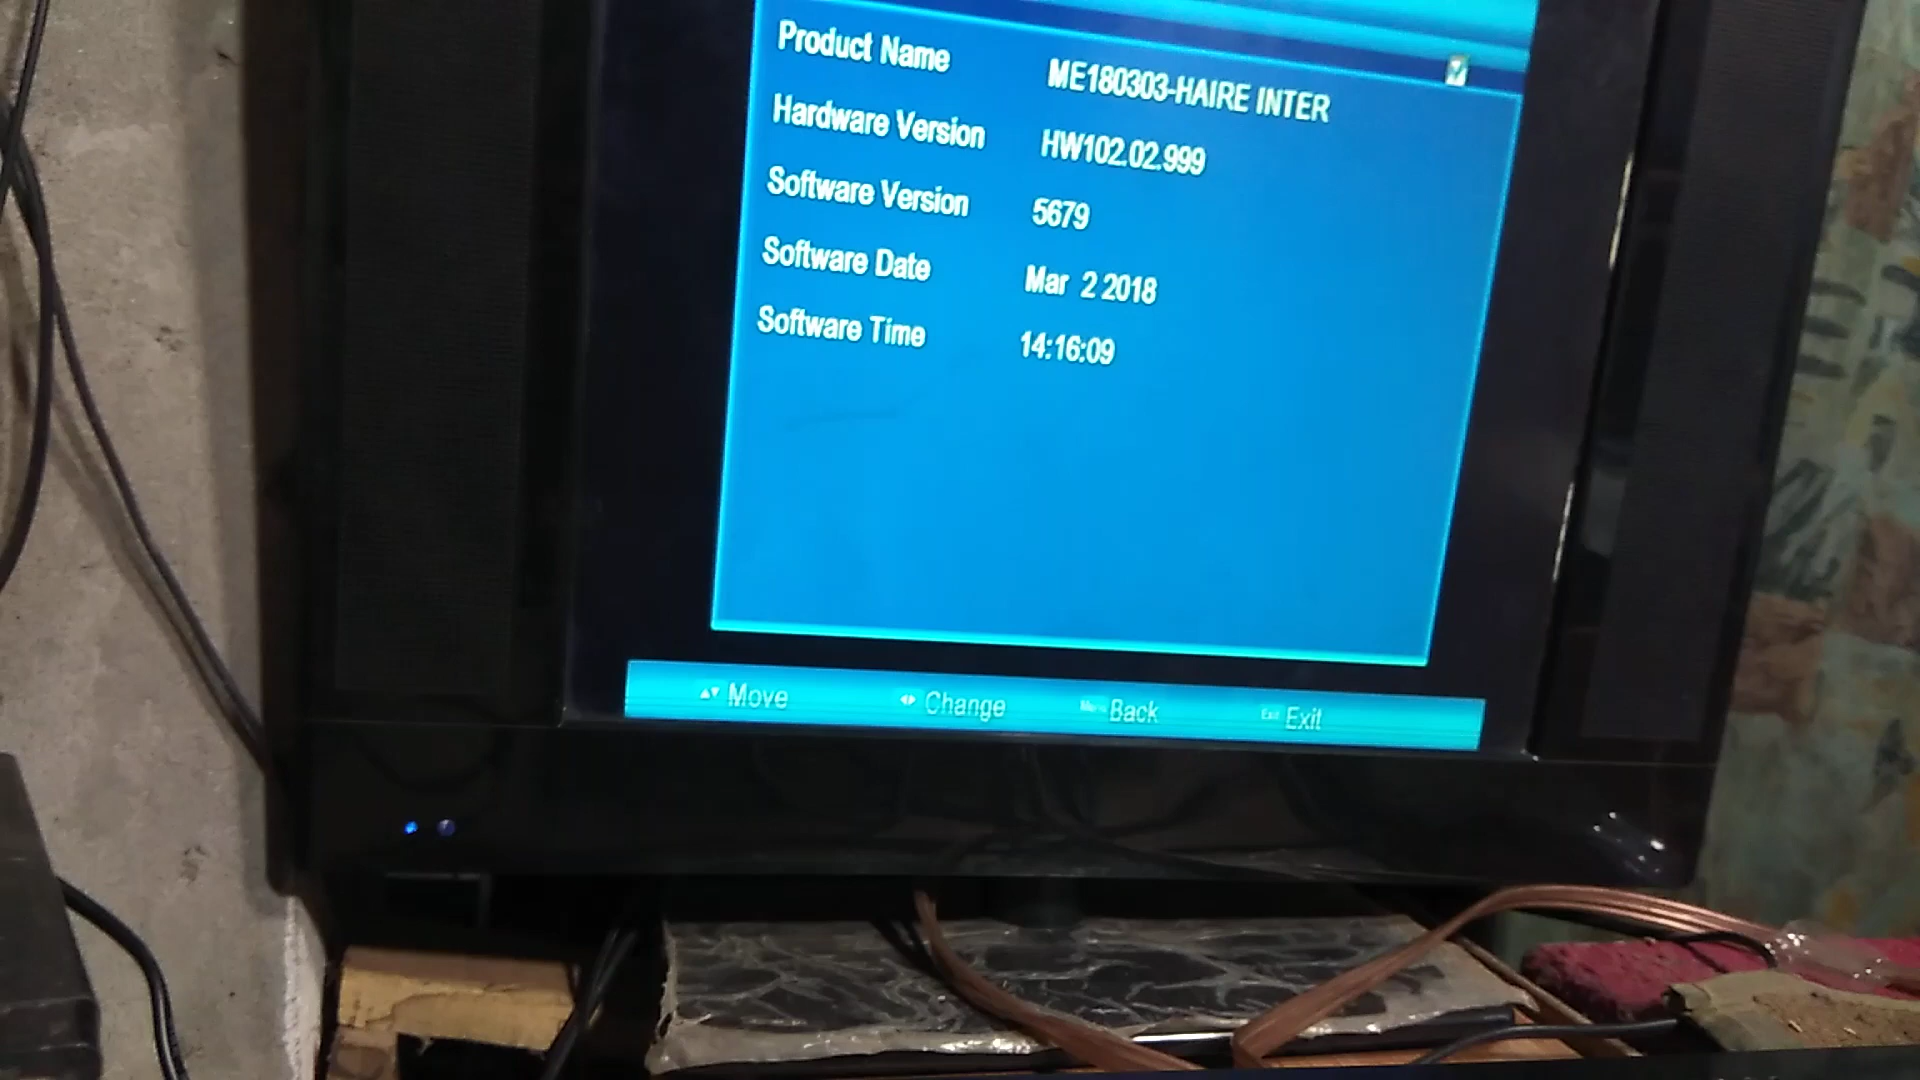 Product Name ME180303-HAIRE INTER
Hardware Version HW102.02.999
Software Version 5679
Software Date Mar 2 2018
Software Time 14:16:09
Move Change Back Exit Exit